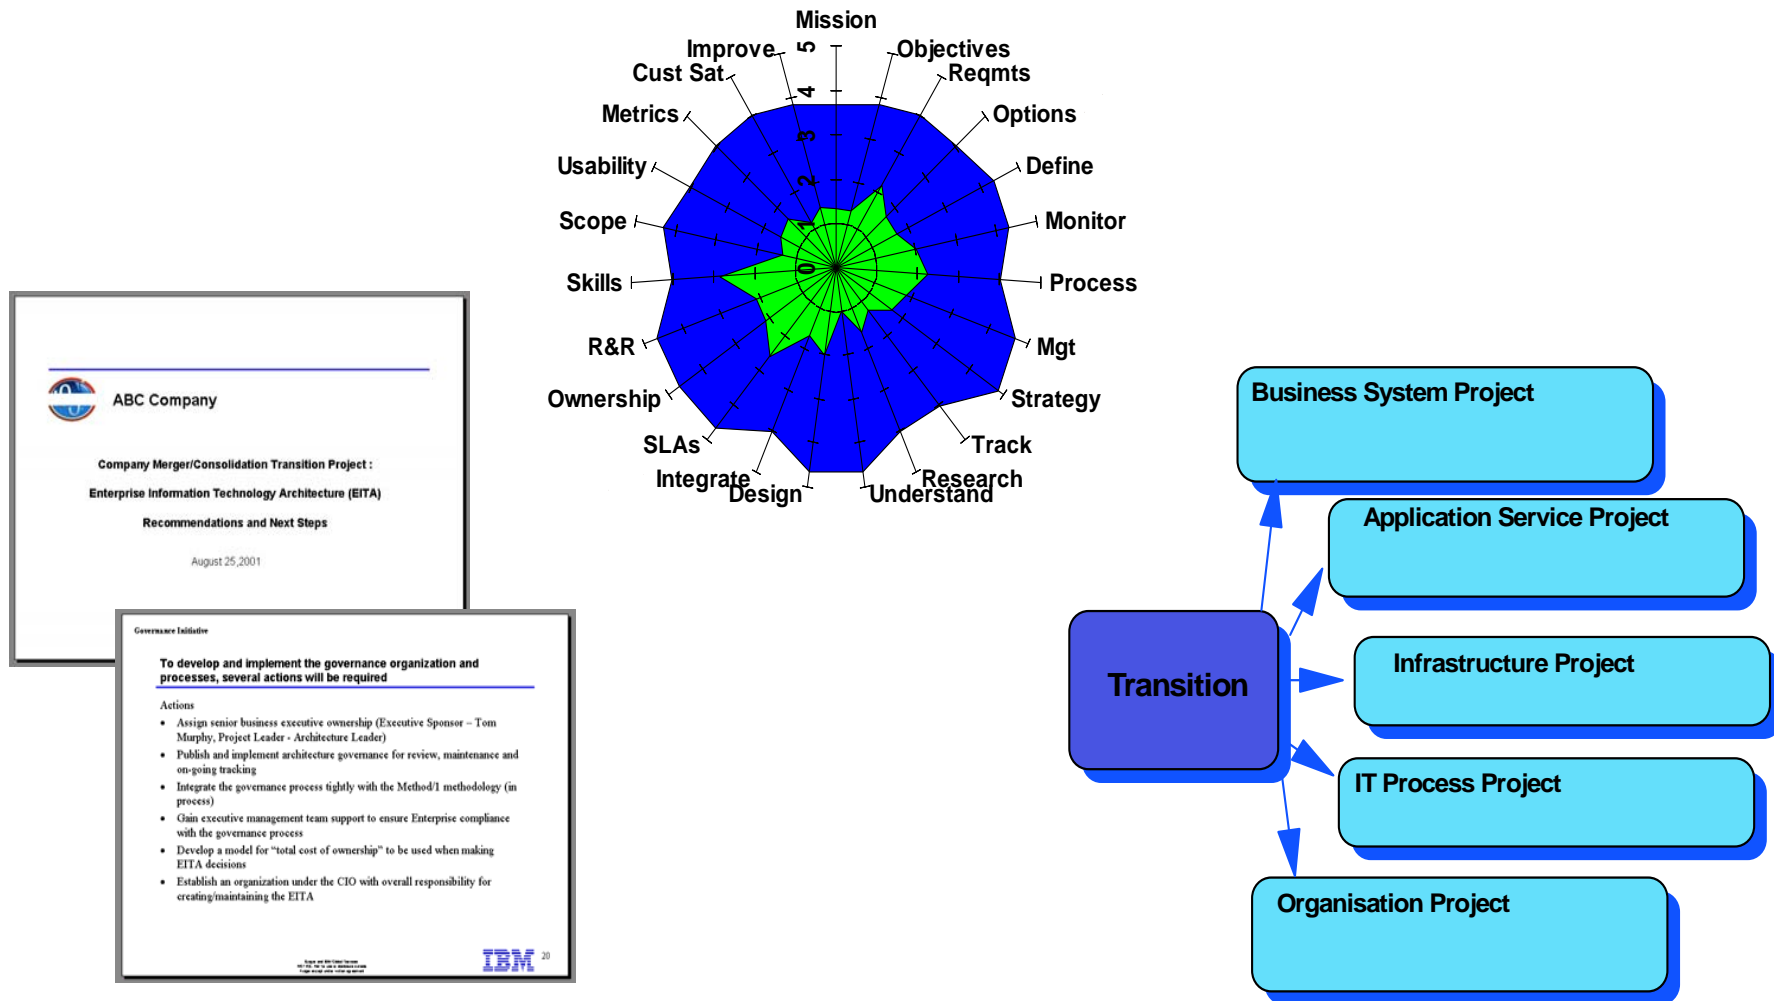 Mission
Improve
5
Objectives
Cust Sat
Reqmts
4
Metrics
Options
3
Usability
Define
2
Scope
Monitor
1
0
Skills
Process
R&R
Mgt
Ownership
Strategy
SLAs
Track
Integrate
Research
Design
Understand
ABC Company
Company Merger/Consolidation Transition Project :
Enterprise Information Technology Architecture (EITA)
Recommendations and Next Steps
August 25,2001
Governance Initiative
To develop and implement the governance organization and
processes, several actions will be required
Actions
• Assign senior business executive ownership (Executive Sponsor – Tom
Murphy, Project Leader - Architecture Leader)
• Publish and implement architecture governance for review, maintenance and
on-going tracking
• Integrate the governance process tightly with the Method/1 methodology (in
process)
• Gain executive management team support to ensure Enterprise compliance
with the governance process
• Develop a model for “total cost of ownership” to be used when making
EITA decisions
• Establish an organization under the CIO with overall responsibility for
creating/maintaining the EITA
IBM
20
Business System Project
Application Service Project
Infrastructure Project
Transition
IT Process Project
Organisation Project